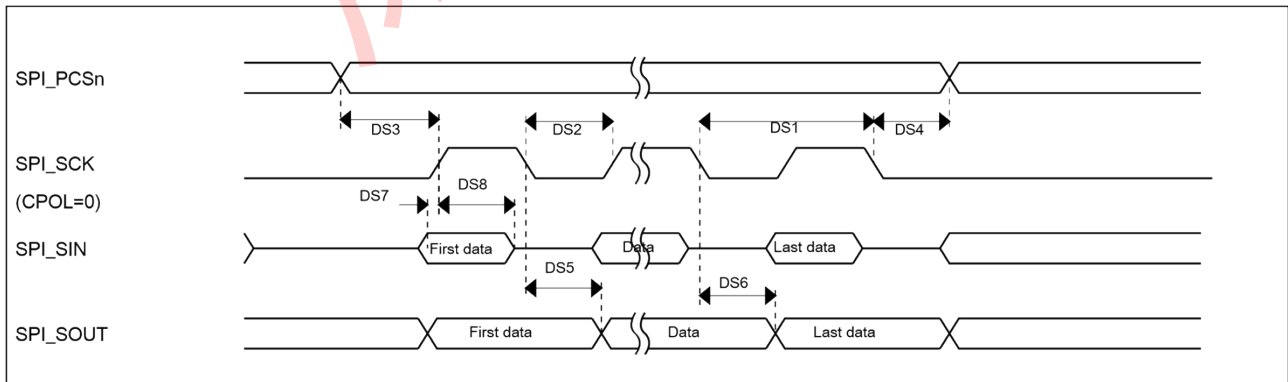 SPI_PCSn
DS3
DS2
DS1
DS4
SPI_SCK
(CPOL=0)
DS7
DS8
SPI_SIN
First data
Data
Last data
DS5
DS6
SPI_SOUT
First data
Data
Last data